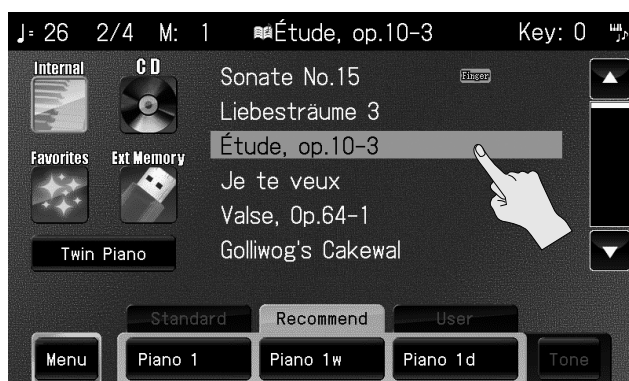 ♩= 26 2/4 M: 1 Étude, op.10-3 Key: 0
Internal CD
Sonate No.15 Finger
Liebesträume 3
Étude, op.10-3
Favorites Ext Memory
Je te veux
Valse, Op.64-1
Twin Piano
Golliwog's Cakewal
Standard Recommend User
Menu Piano 1 Piano 1w Piano 1d Tone